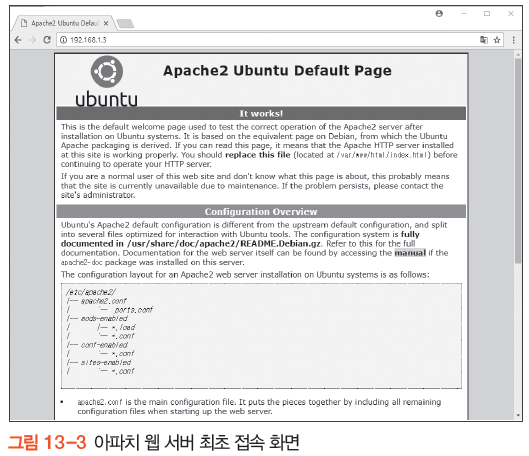 Apache2 Ubuntu Defaul
192.168.1.3
ubuntu
Apache2 Ubuntu Default Page
It works!
This is the default welcome page used to test the correct operation of the Apache2 server after
installation on Ubuntu systems. It is based on the equivalent page on Debian, from which the Ubuntu
Apache packaging is derived. If you can read this page, it means that the Apache HTTP server installed
at this site is working properly. You should replace this file (located at /var/www/html/index.html) before
continuing to operate your HTTP server.
If you are a normal user of this web site and don't know what this page is about, this probably means
that the site is currently unavailable due to maintenance. If the problem persists, please contact the
site's administrator.
Configuration Overview
Ubuntu's Apache2 default configuration is different from the upstream default configuration, and split
into several files optimized for interaction with Ubuntu tools. The configuration system is fully
documented in /usr/share/doc/apache2/README.Debian.gz. Refer to this for the full
documentation. Documentation for the web server itself can be found by accessing the manual if the
apache2-doc package was installed on this server.
The configuration layout for an Apache2 web server installation on Ubuntu systems is as follows:
/etc/apache2/
|-- apache2.conf
|       `--  ports.conf
|-- mods-enabled
|       |-- *.load
|       `-- *.conf
|-- conf-enabled
|       `-- *.conf
|-- sites-enabled
|       `-- *.conf
• apache2.conf is the main configuration file. It puts the pieces together by including all remaining
configuration files when starting up the web server.
그림 13-3 아파치 웹 서버 최초 접속 화면